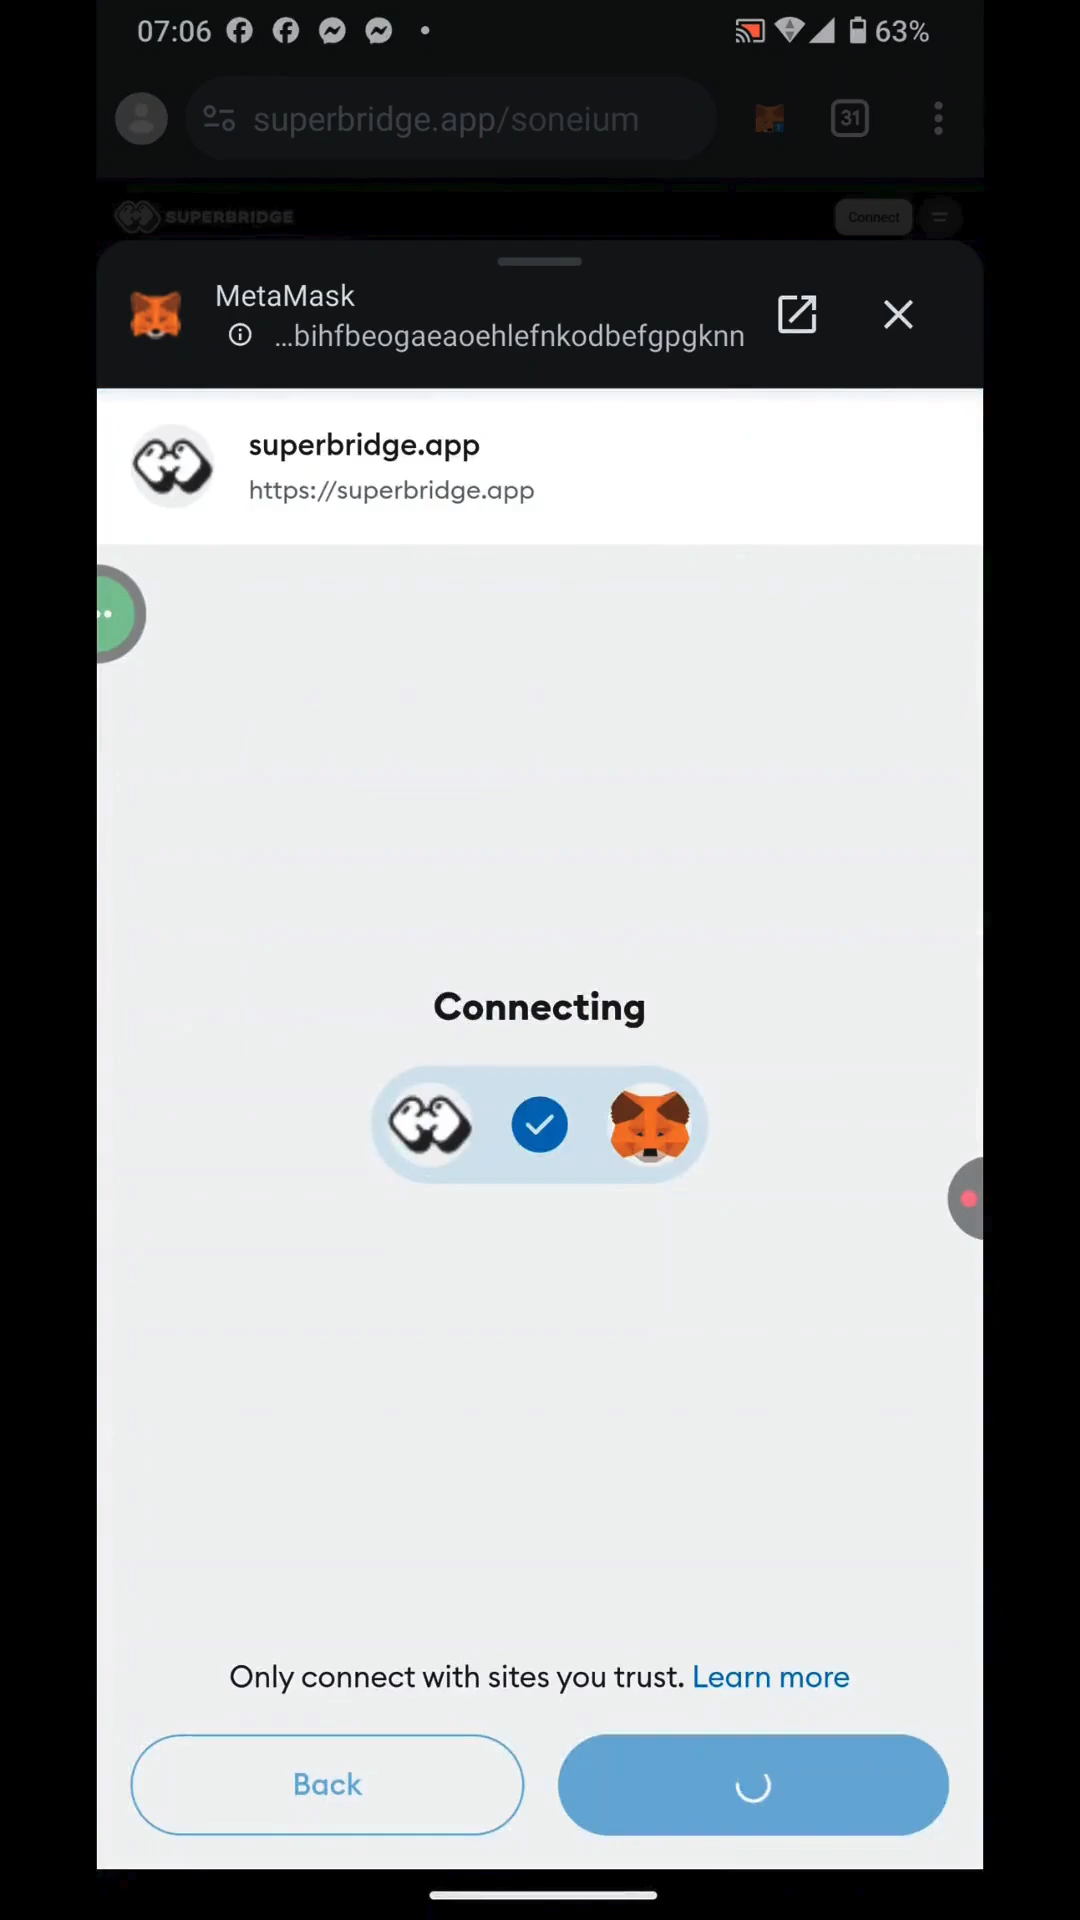 07:06
63%
superbridge.app/soneium
31
SUPERBRIDGE
Connect
MetaMask
...bihfbeogaeaoehlefnkodbefgpgknn
superbridge.app
https://superbridge.app
Connecting
Only connect with sites you trust. Learn more
Back